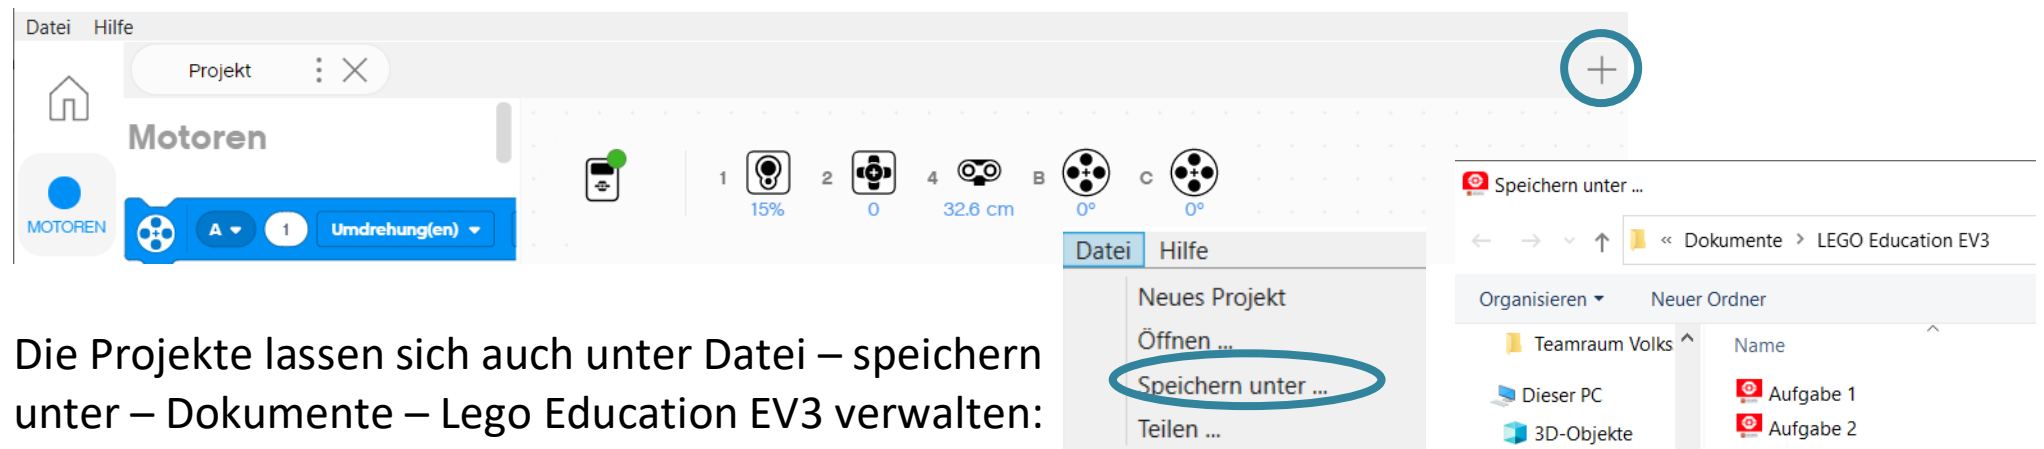 Datei Hilfe
Projekt
Motoren
MOTOREN
A 1 Umdrehung(en)
1 2 4 B C
15% 0 32.6 cm 0° 0°
Die Projekte lassen sich auch unter Datei – speichern
unter – Dokumente – Lego Education EV3 verwalten:
Datei Hilfe
Neues Projekt
Öffnen ...
Speichern unter ...
Teilen ...
Speichern unter ...
« Dokumente > LEGO Education EV3
Organisieren Neuer Ordner
Teamraum Volks
Dieser PC
3D-Objekte
Name
Aufgabe 1
Aufgabe 2